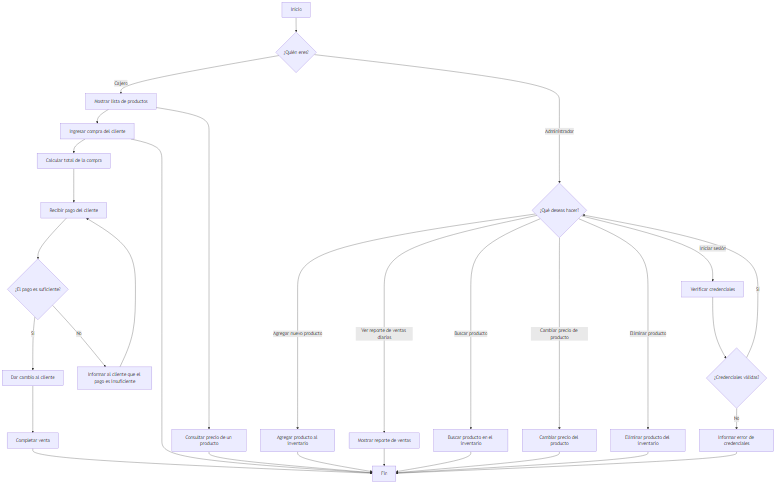 Inicio
¿Quién eres?
Cajero
Mostrar lista de productos
Ingresar compra del cliente
Administrador
Calcular total de la compra
Recibir pago del cliente
¿Qué deseas hacer?
Iniciar sesión
¿El pago es suficiente?
Verificar credenciales
Sí
Sí
No
Agregar nuevo producto
Ver reporte de ventas
diarias
Buscar producto
Cambiar precio de
producto
Eliminar producto
Dar cambio al cliente
Informar al cliente que el
pago es insuficiente
¿Credenciales válidas?
No
Completar venta
Consultar precio de un
producto
Agregar producto al
inventario
Mostrar reporte de ventas
Buscar producto en el
inventario
Cambiar precio del
producto
Eliminar producto del
inventario
Informar error de
credenciales
Fin